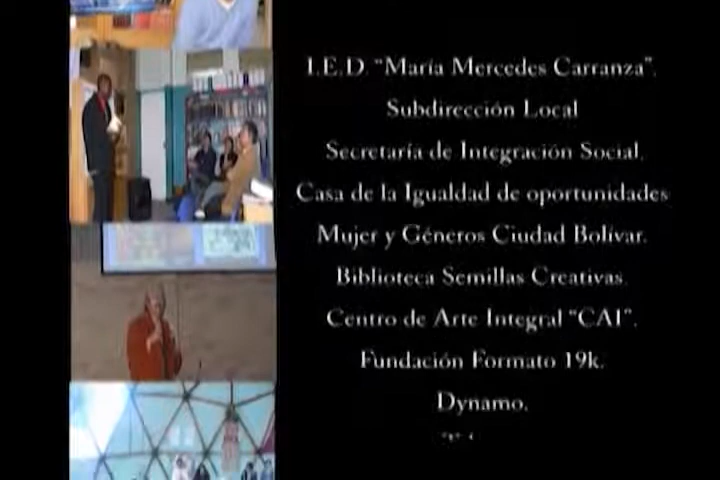 I.E.D. "María Mercedes Carranza".
Subdirección Local
Secretaría de Integración Social.
Casa de la Igualdad de oportunidades
Mujer y Géneros Ciudad Bolívar.
Biblioteca Semillas Creativas.
Centro de Arte Integral "CAI".
Fundación Formato 19k.
Dynamo.